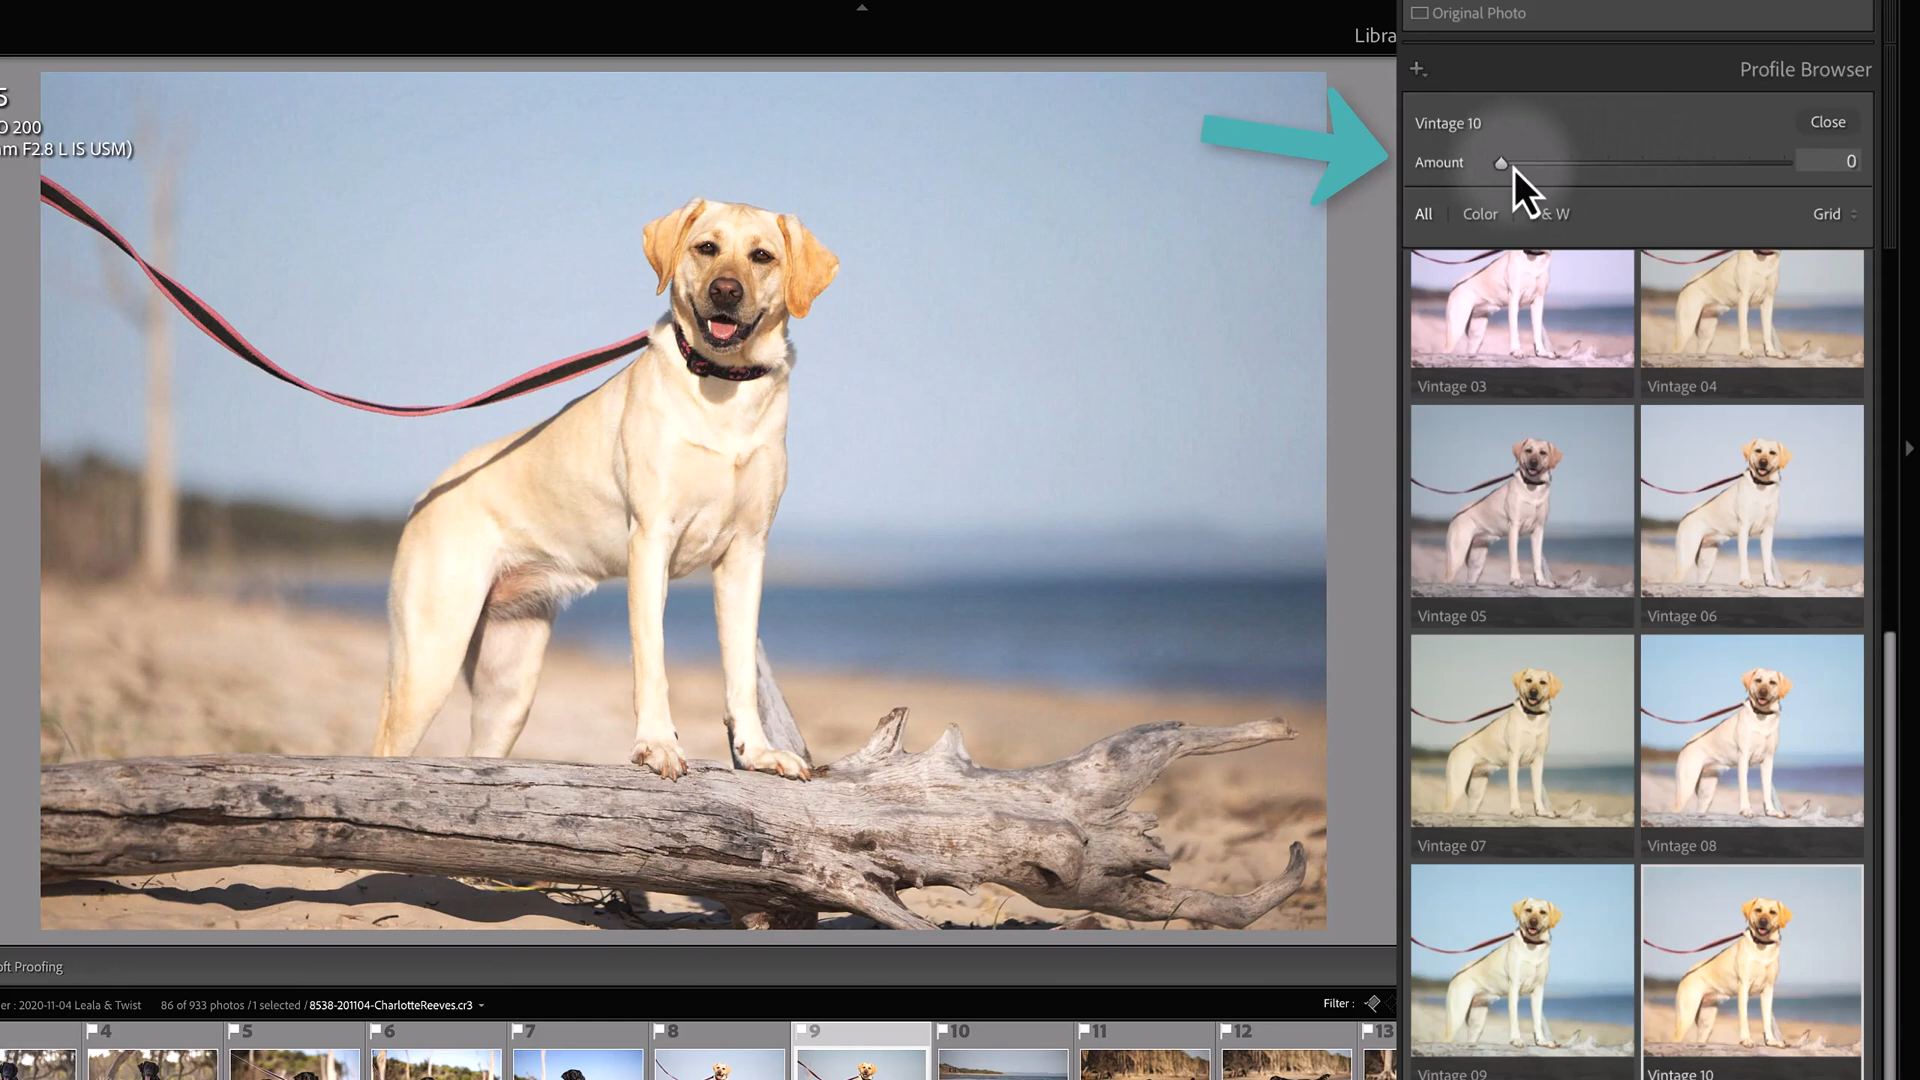 Original Photo
Libra
Profile Browser
5
O 200
m F2.8 L IS USM)
Vintage 10
Close
Amount
0
All
Color
& W
Grid
Vintage 03
Vintage 04
Vintage 05
Vintage 06
Vintage 07
Vintage 08
Vintage 09
Vintage 10
oft Proofing
er : 2020-11-04 Leala & Twist
86 of 933 photos / 1 selected / 8538-201104-CharlotteReeves.cr3
Filter :
4
5
6
7
8
9
10
11
12
13